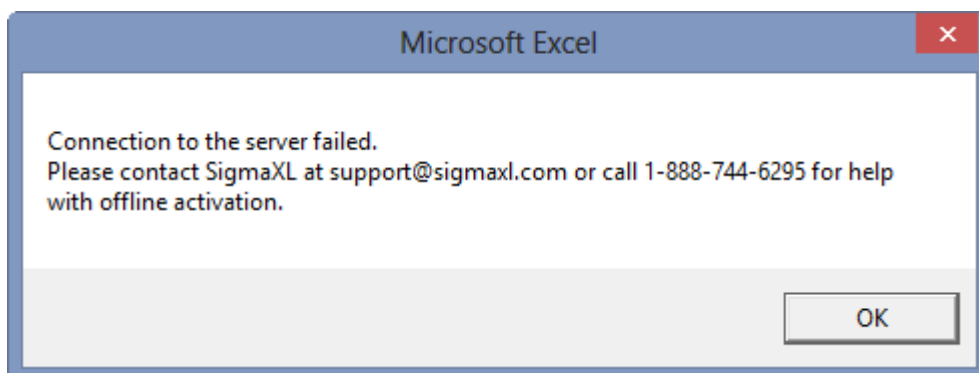 Microsoft Excel
Connection to the server failed.
Please contact SigmaXL at support@sigmaxl.com or call 1-888-744-6295 for help
with offline activation.
OK